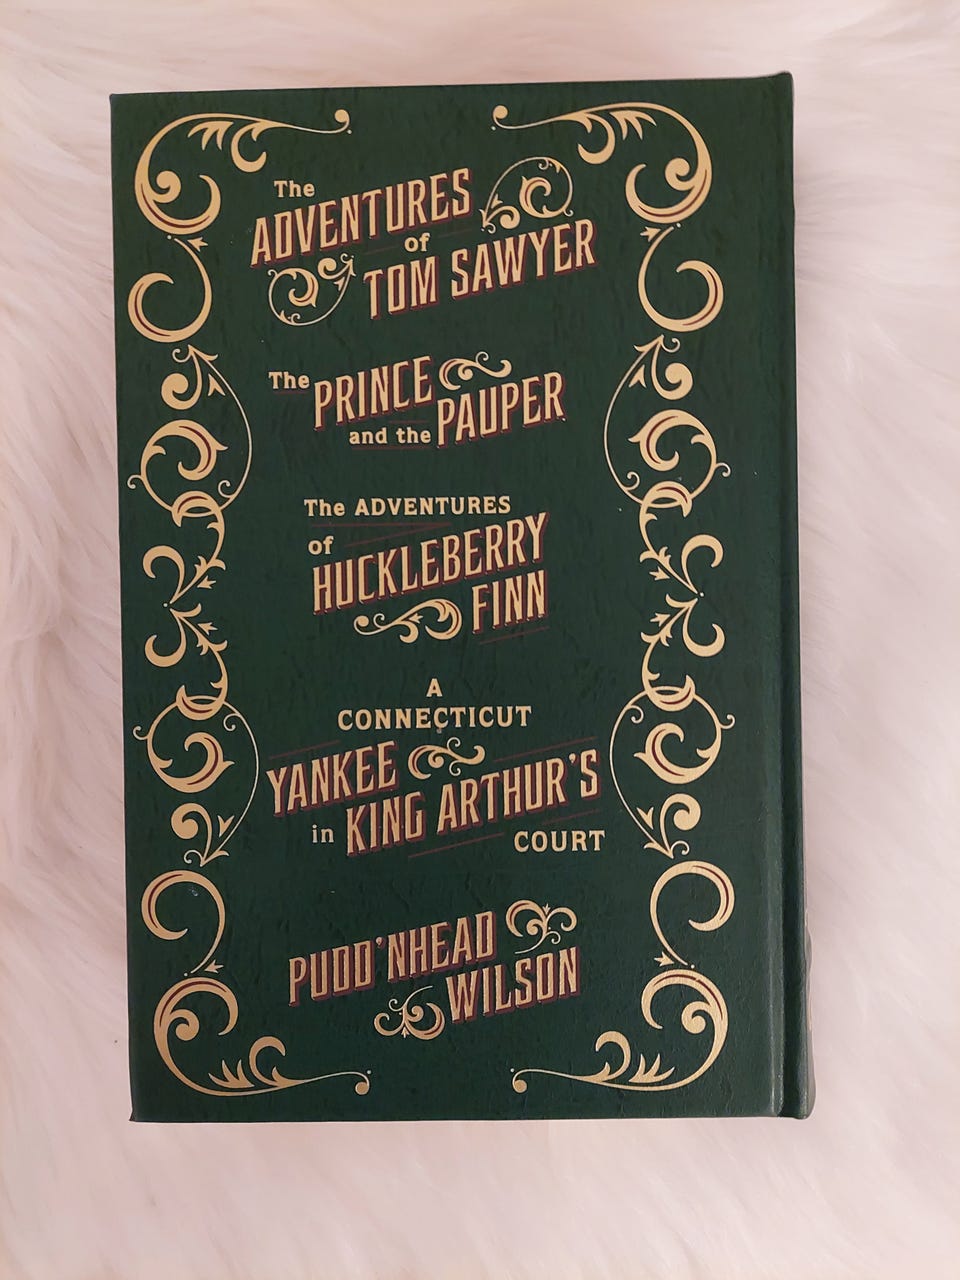 The
ADVENTURES
of
TOM SAWYER
The PRINCE
and the PAUPER
The ADVENTURES
of
HUCKLEBERRY
FINN
A
CONNECTICUT
YANKEE
in KING ARTHUR'S
COURT
PUDD'NHEAD
WILSON